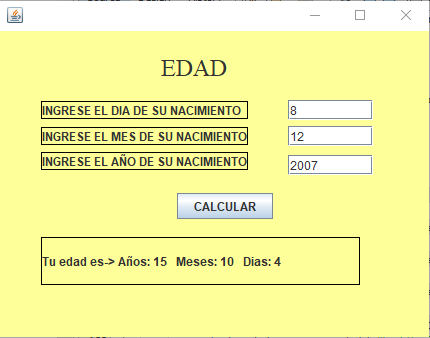 EDAD
INGRESE EL DIA DE SU NACIMIENTO 8
INGRESE EL MES DE SU NACIMIENTO 12
INGRESE EL AÑO DE SU NACIMIENTO 2007
CALCULAR
Tu edad es-> Años: 15 Meses: 10 Dias: 4